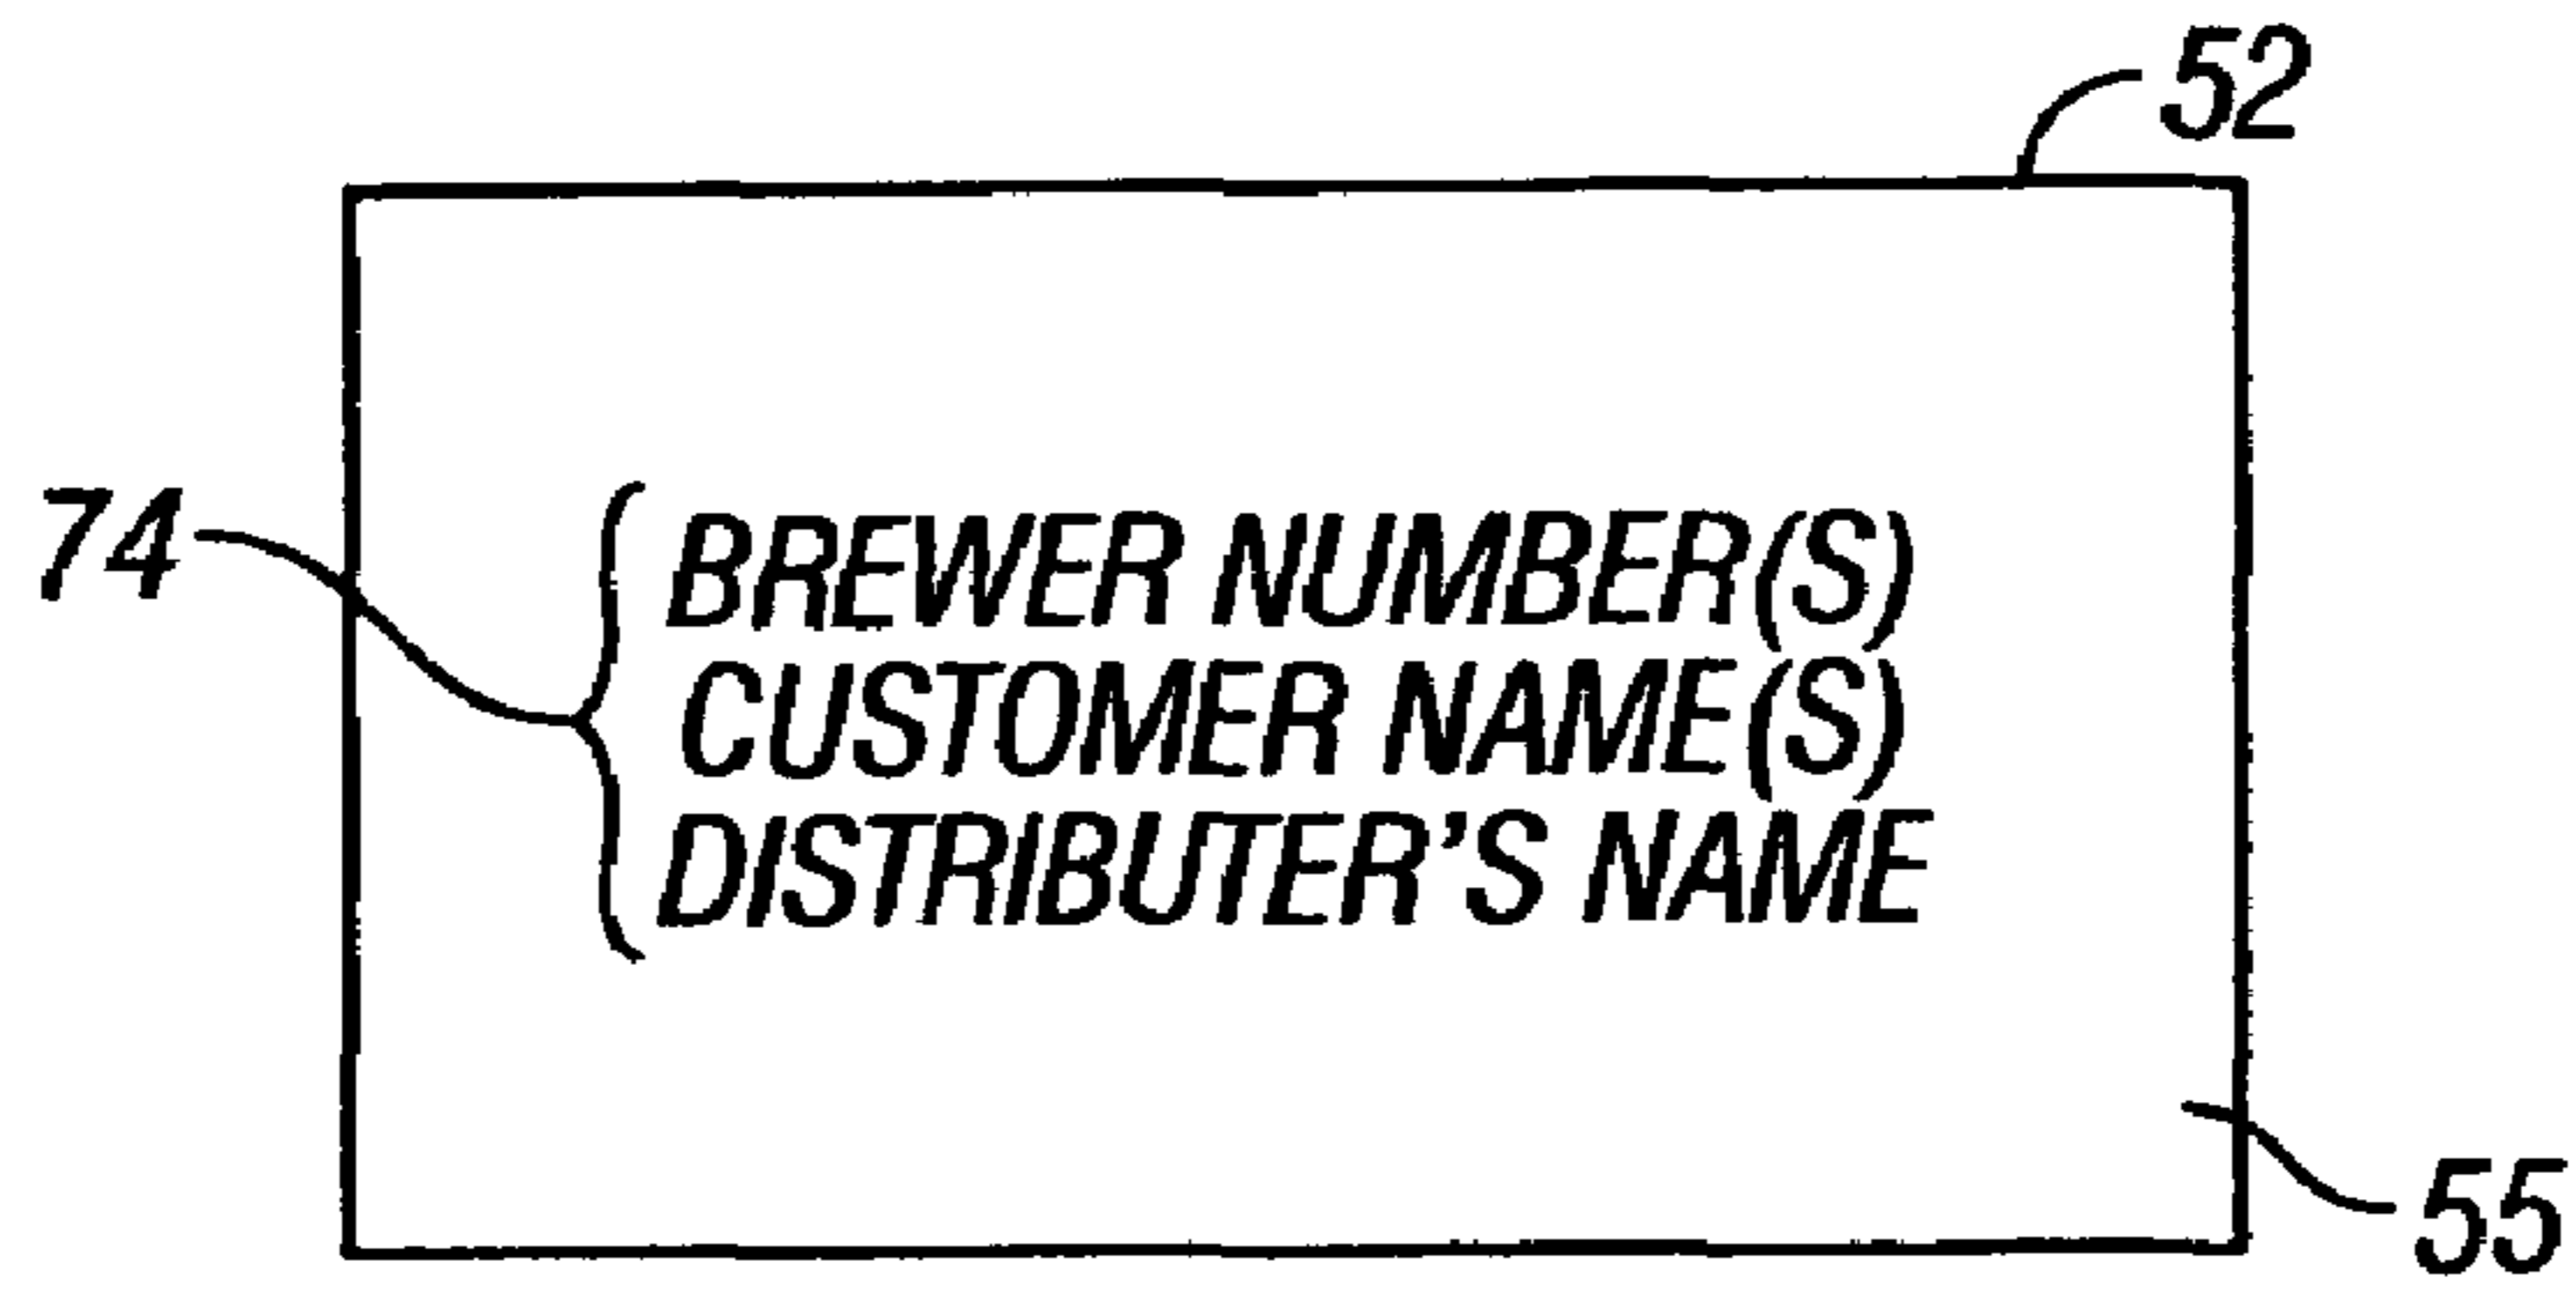 52
74
BREWER NUMBER(S)
CUSTOMER NAME(S)
DISTRIBUTER'S NAME
55